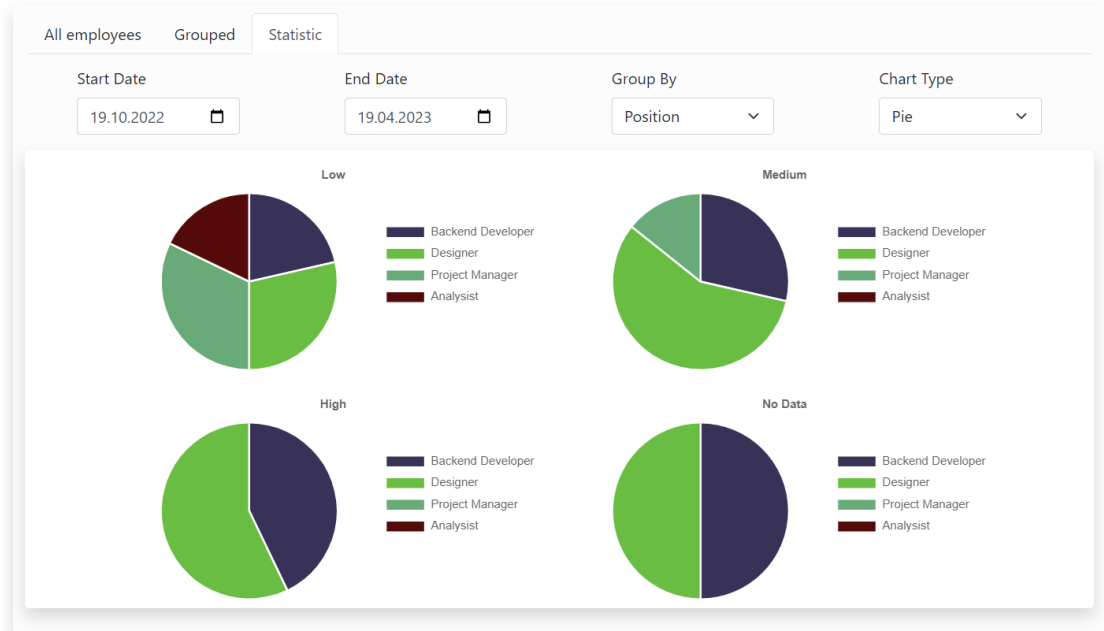 All employees Grouped Statistic
Start Date End Date Group By Chart Type
19.10.2022 19.04.2023 Position Pie
Low
Backend Developer
Designer
Project Manager
Analysist
Medium
Backend Developer
Designer
Project Manager
Analysist
High
Backend Developer
Designer
Project Manager
Analysist
No Data
Backend Developer
Designer
Project Manager
Analysist